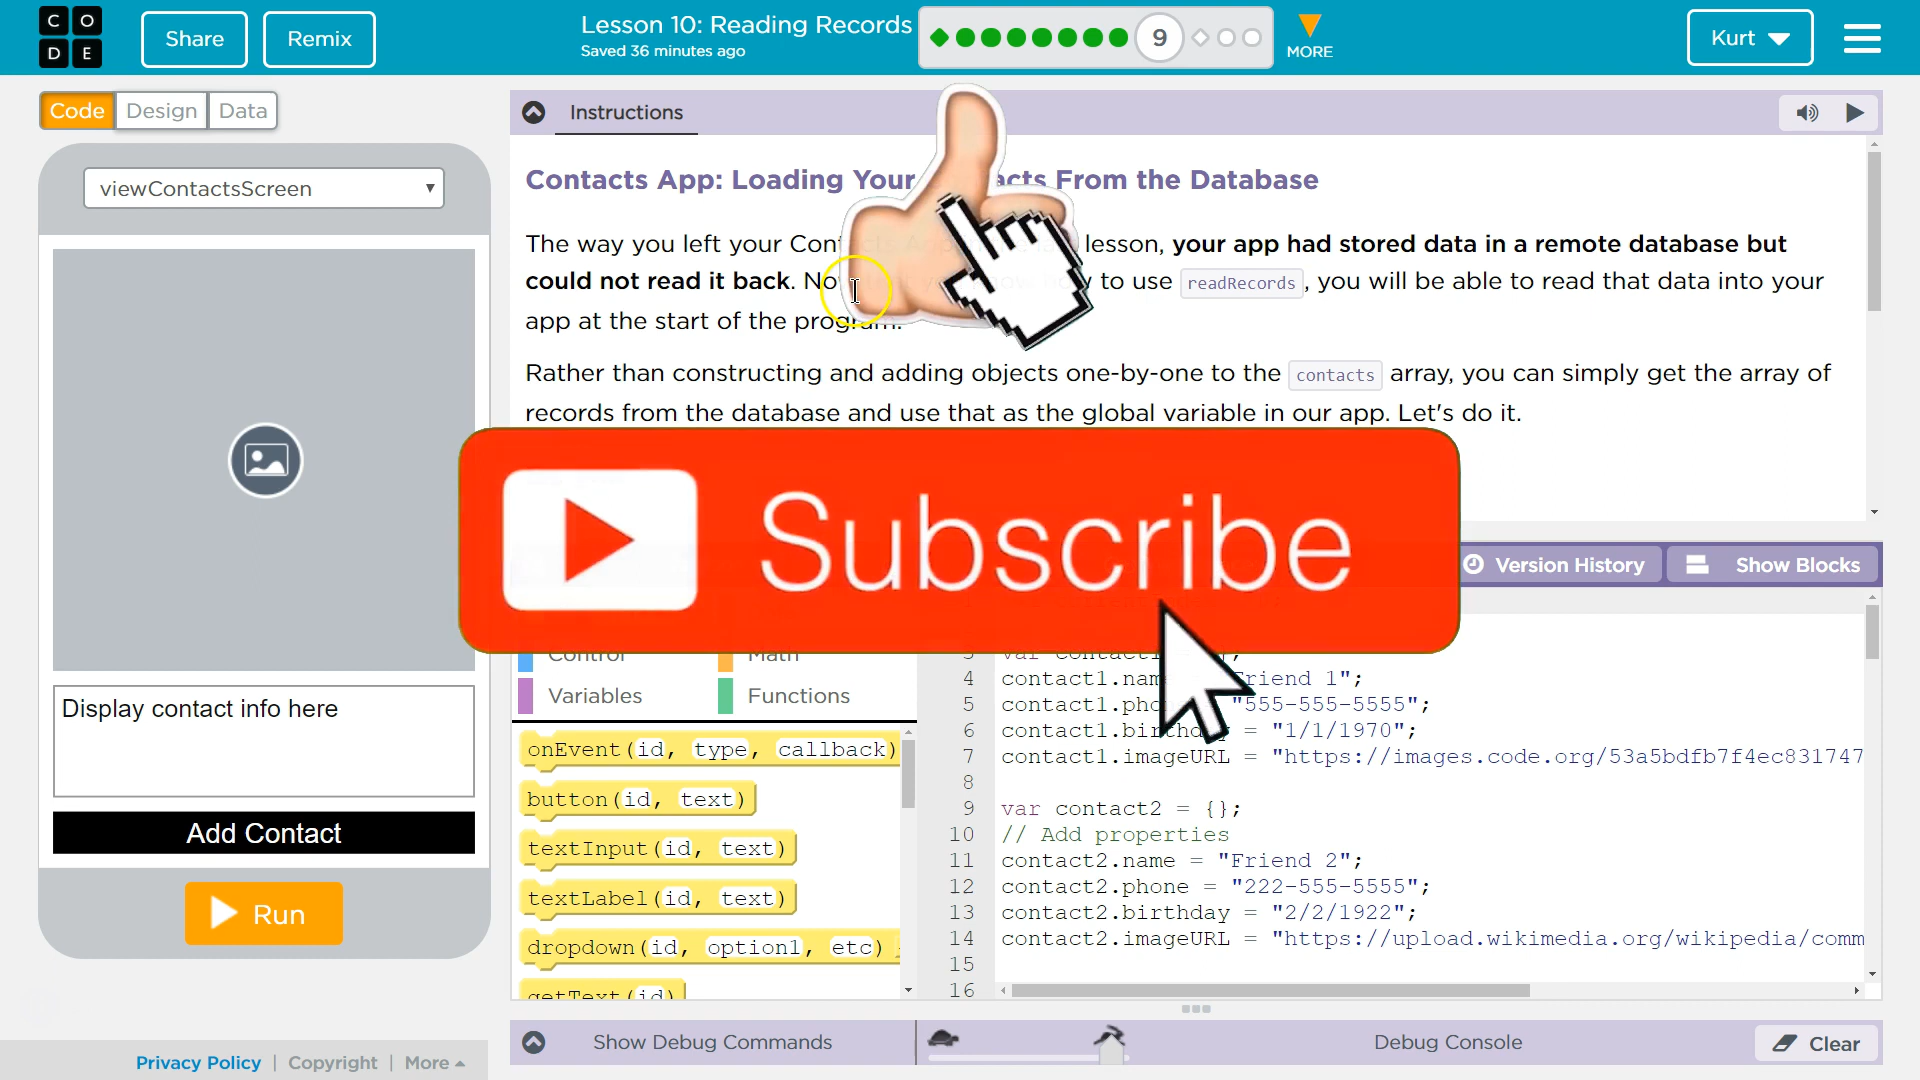 CODE
Share
Remix
Lesson 10: Reading Records
Saved 36 minutes ago
9
MORE
Kurt
Code
Design
Data
viewContactsScreen
Display contact info here
Add Contact
Run
Privacy Policy | Copyright | More
Instructions
Contacts App: Loading Your From the Database
The way you left your lesson, your app had stored data in a remote database but
could not read it back. to use readRecords, you will be able to read that data into your
app at the start of the program.
Rather than constructing and adding objects one-by-one to the contacts array, you can simply get the array of
records from the database and use that as the global variable in our app. Let's do it.
Subscribe
Version History
Show Blocks
Control
Math
Variables
Functions
onEvent(id, type, callback)
button(id, text)
textInput(id, text)
textLabel(id, text)
dropdown(id, option1, etc)
getText(id)
4 "Friend 1";
5 "555-555-5555";
6 = "1/1/1970";
7 contact1.imageURL = "https://images.code.org/53a5bdfb7f4ec831747
8
9 var contact2 = {};
10 // Add properties
11 contact2.name = "Friend 2";
12 contact2.phone = "222-555-5555";
13 contact2.birthday = "2/2/1922";
14 contact2.imageURL = "https://upload.wikimedia.org/wikipedia/comm
15
16
Show Debug Commands
Debug Console
Clear